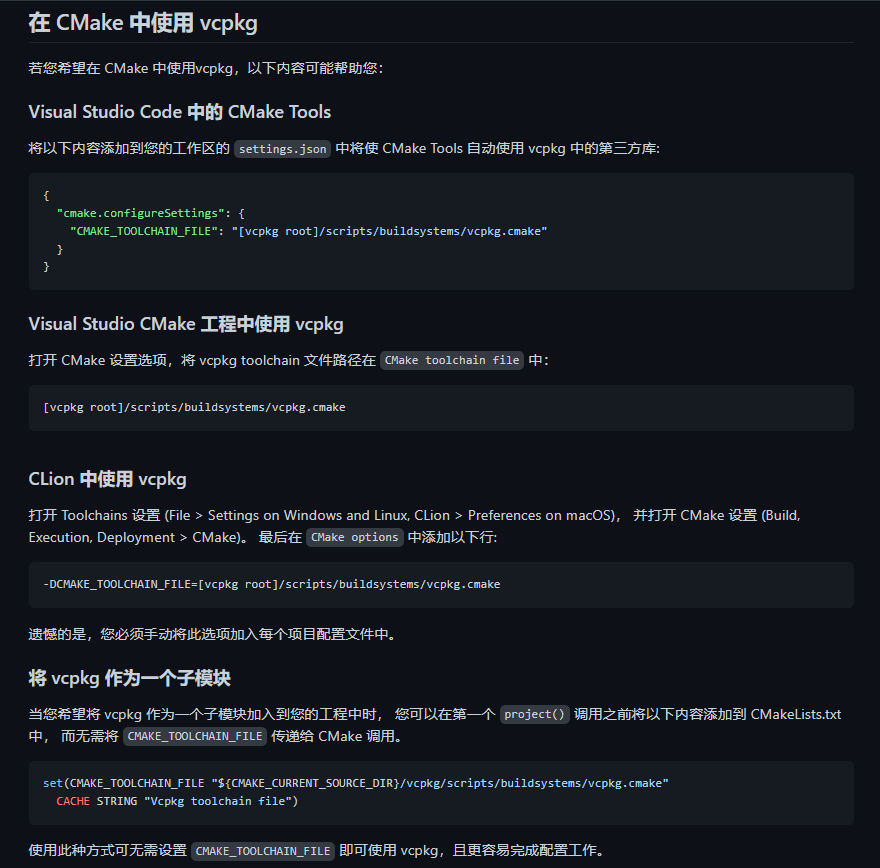 在 CMake 中使用 vcpkg
若您希望在 CMake 中使用vcpkg，以下内容可能帮助您：
Visual Studio Code 中的 CMake Tools
将以下内容添加到您的工作区的 settings.json 中将使 CMake Tools 自动使用 vcpkg 中的第三方库:
{
  "cmake.configureSettings": {
    "CMAKE_TOOLCHAIN_FILE": "[vcpkg root]/scripts/buildsystems/vcpkg.cmake"
  }
}
Visual Studio CMake 工程中使用 vcpkg
打开 CMake 设置选项，将 vcpkg toolchain 文件路径在 CMake toolchain file 中：
[vcpkg root]/scripts/buildsystems/vcpkg.cmake
CLion 中使用 vcpkg
打开 Toolchains 设置 (File > Settings on Windows and Linux, CLion > Preferences on macOS)， 并打开 CMake 设置 (Build,
Execution, Deployment > CMake)。 最后在 CMake options 中添加以下行:
-DCMAKE_TOOLCHAIN_FILE=[vcpkg root]/scripts/buildsystems/vcpkg.cmake
遗憾的是，您必须手动将此选项加入每个项目配置文件中。
将 vcpkg 作为一个子模块
当您希望将 vcpkg 作为一个子模块加入到您的工程中时， 您可以在第一个 project() 调用之前将以下内容添加到 CMakeLists.txt
中， 而无需将 CMAKE_TOOLCHAIN_FILE 传递给 CMake 调用。
set(CMAKE_TOOLCHAIN_FILE "${CMAKE_CURRENT_SOURCE_DIR}/vcpkg/scripts/buildsystems/vcpkg.cmake"
  CACHE STRING "Vcpkg toolchain file")
使用此种方式可无需设置 CMAKE_TOOLCHAIN_FILE 即可使用 vcpkg，且更容易完成配置工作。